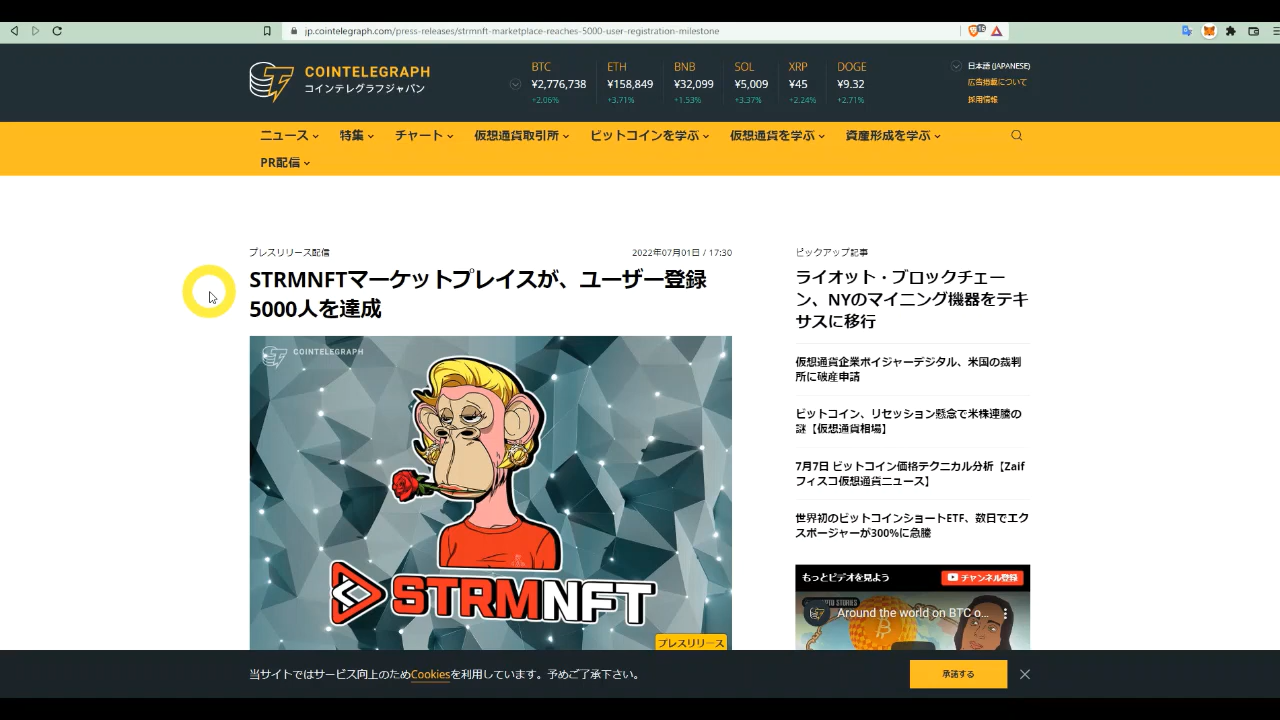 jp.cointelegraph.com/press-releases/strmnft-marketplace-reaches-5000-user-registration-milestone
COINTELEGRAPH
コインテレグラフジャパン
BTC
¥2,776,738
+2.06%
ETH
¥158,849
+3.71%
BNB
¥32,099
+1.53%
SOL
¥5,009
+3.37%
XRP
¥45
+2.24%
DOGE
¥9.32
+2.71%
日本語 (JAPANESE)
広告掲載について
採用情報
ニュース
特集
チャート
仮想通貨取引所
ビットコインを学ぶ
仮想通貨を学ぶ
資産形成を学ぶ
PR配信
プレスリリース配信
2022年07月01日 / 17:30
STRMNFTマーケットプレイスが、ユーザー登録
5000人を達成
COINTELEGRAPH
STRMNFT
プレスリリース
ピックアップ記事
ライオット・ブロックチェー
ン、NYのマイニング機器をテキ
サスに移行
仮想通貨企業ボイジャーデジタル、米国の裁判
所に破産申請
ビットコイン、リセッション懸念で米株連騰の
謎【仮想通貨相場】
7月7日 ビットコイン価格テクニカル分析【Zaif
フィスコ仮想通貨ニュース】
世界初のビットコインショートETF、数日でエク
スポージャーが300%に急騰
もっとビデオを見よう
チャンネル登録
Around the world on BTC o...
当サイトではサービス向上のためCookiesを利用しています。予めご了承下さい。
承諾する